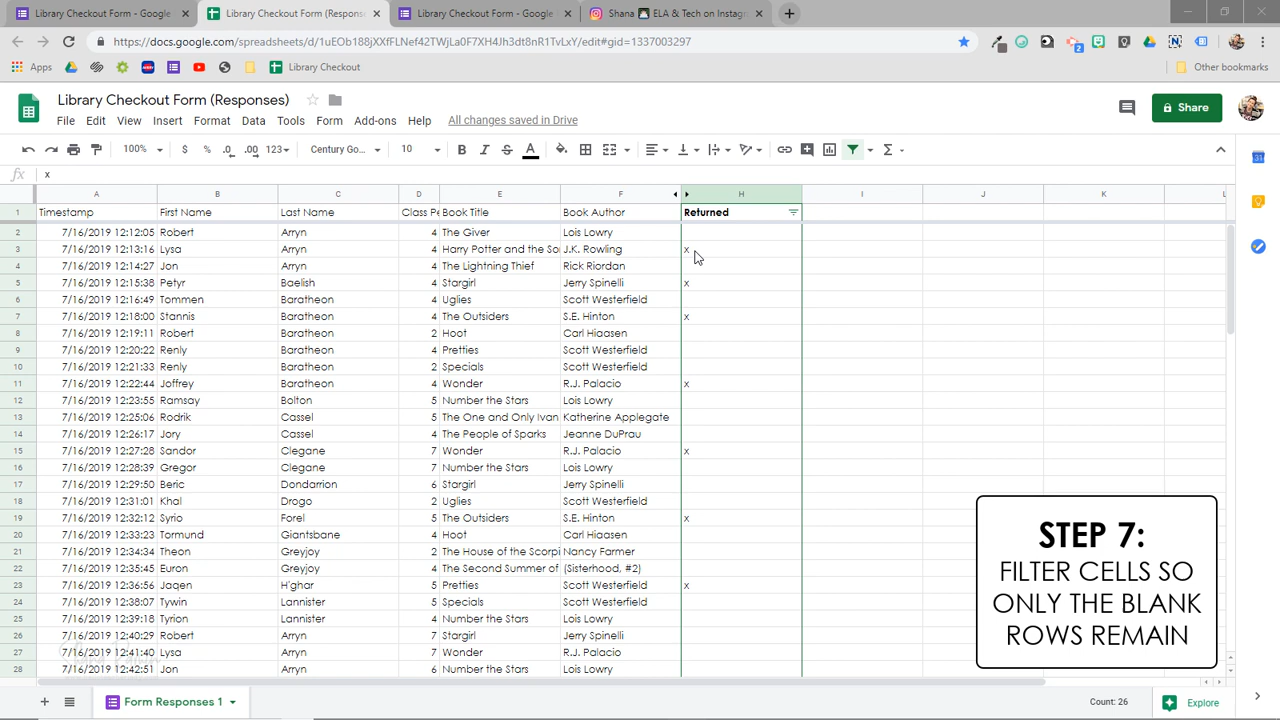 Library Checkout Form - Google
Library Checkout Form (Respons
Library Checkout Form - Google
Shana ELA & Tech on Instag
https://docs.google.com/spreadsheets/d/1uEOb188jXXfFLNef42TWjLa0F7XH4Jh3dt8nR1TvLxY/edit#gid=1337003297
Apps Library Checkout Other bookmarks
Library Checkout Form (Responses)
File Edit View Insert Format Data Tools Form Add-ons Help All changes saved in Drive
Share
100% $ % .0 .00 123 Century Go... 10 B I S A
fx x
A B C D E F H I J K L
1 Timestamp First Name Last Name Class Pe Book Title Book Author Returned
2 7/16/2019 12:12:05 Robert Arryn 4 The Giver Lois Lowry
3 7/16/2019 12:13:16 Lysa Arryn 4 Harry Potter and the So J.K. Rowling x
4 7/16/2019 12:14:27 Jon Arryn 4 The Lightning Thief Rick Riordan
5 7/16/2019 12:15:38 Petyr Baelish 4 Stargirl Jerry Spinelli x
6 7/16/2019 12:16:49 Tommen Baratheon 4 Uglies Scott Westerfield
7 7/16/2019 12:18:00 Stannis Baratheon 4 The Outsiders S.E. Hinton x
8 7/16/2019 12:19:11 Robert Baratheon 2 Hoot Carl Hiaasen
9 7/16/2019 12:20:22 Renly Baratheon 4 Pretties Scott Westerfield
10 7/16/2019 12:21:33 Renly Baratheon 2 Specials Scott Westerfield
11 7/16/2019 12:22:44 Joffrey Baratheon 4 Wonder R.J. Palacio x
12 7/16/2019 12:23:55 Ramsay Bolton 5 Number the Stars Lois Lowry
13 7/16/2019 12:25:06 Rodrik Cassel 5 The One and Only Ivan Katherine Applegate
14 7/16/2019 12:26:17 Jory Cassel 4 The People of Sparks Jeanne DuPrau
15 7/16/2019 12:27:28 Sandor Clegane 7 Wonder R.J. Palacio x
16 7/16/2019 12:28:39 Gregor Clegane 7 Number the Stars Lois Lowry
17 7/16/2019 12:29:50 Beric Dondarrion 6 Stargirl Jerry Spinelli
18 7/16/2019 12:31:01 Khal Drogo 2 Uglies Scott Westerfield
19 7/16/2019 12:32:12 Syrio Forel 5 The Outsiders S.E. Hinton x
20 7/16/2019 12:33:23 Tormund Giantsbane 4 Hoot Carl Hiaasen
21 7/16/2019 12:34:34 Theon Greyjoy 2 The House of the Scorpi Nancy Farmer
22 7/16/2019 12:35:45 Euron Greyjoy 4 The Second Summer of (Sisterhood, #2)
23 7/16/2019 12:36:56 Jaqen H'ghar 5 Pretties Scott Westerfield x
24 7/16/2019 12:38:07 Tywin Lannister 5 Specials Scott Westerfield
25 7/16/2019 12:39:18 Tyrion Lannister 4 Number the Stars Lois Lowry
26 7/16/2019 12:40:29 Robert Arryn 7 Stargirl Jerry Spinelli
27 7/16/2019 12:41:40 Lysa Arryn 7 Wonder R.J. Palacio
28 7/16/2019 12:42:51 Jon Arryn 6 Number the Stars Lois Lowry
STEP 7:
FILTER CELLS SO
ONLY THE BLANK
ROWS REMAIN
Form Responses 1 Count: 26 Explore